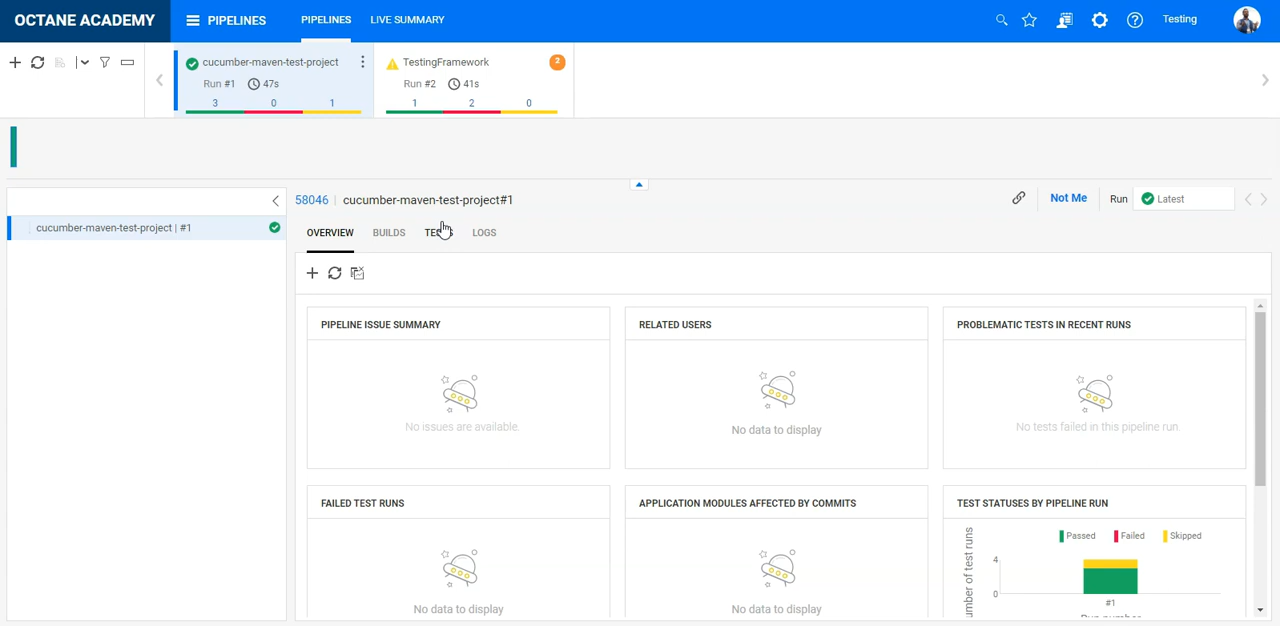 OCTANE ACADEMY
PIPELINES
PIPELINES
LIVE SUMMARY
Testing
cucumber-maven-test-project
Run #1
47s
3
0
1
TestingFramework
2
Run #2
41s
1
2
0
58046
cucumber-maven-test-project#1
Not Me
Run
Latest
cucumber-maven-test-project | #1
OVERVIEW
BUILDS
LOGS
PIPELINE ISSUE SUMMARY
No issues are available.
RELATED USERS
No data to display
PROBLEMATIC TESTS IN RECENT RUNS
No tests failed in this pipeline run.
FAILED TEST RUNS
No data to display
APPLICATION MODULES AFFECTED BY COMMITS
No data to display
TEST STATUSES BY PIPELINE RUN
Passed
Failed
Skipped
of test runs
4
0
#1